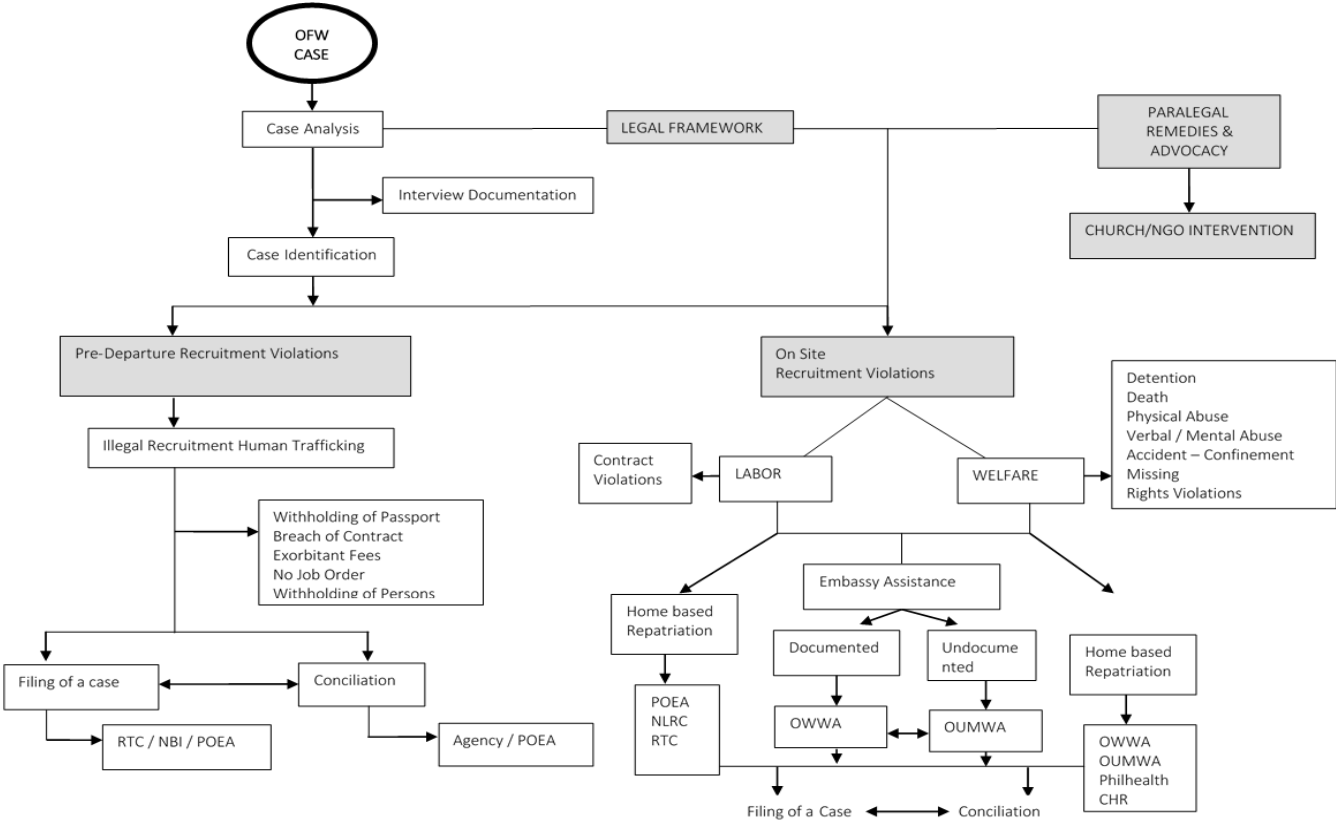 OFW
CASE
Case Analysis
LEGAL FRAMEWORK
PARALEGAL
REMEDIES &
ADVOCACY
Interview Documentation
CHURCH/NGO INTERVENTION
Case Identification
Pre-Departure Recruitment Violations
On Site
Recruitment Violations
Illegal Recruitment Human Trafficking
Contract
Violations
LABOR
WELFARE
Detention
Death
Physical Abuse
Verbal / Mental Abuse
Accident – Confinement
Missing
Rights Violations
Withholding of Passport
Breach of Contract
Exorbitant Fees
No Job Order
Withholding of Persons
Embassy Assistance
Home based
Repatriation
Documented
Undocume
nted
Home based
Repatriation
Filing of a case
Conciliation
POEA
NLRC
RTC
OWWA
OUMWA
RTC / NBI / POEA
Agency / POEA
OWWA
OUMWA
Philhealth
CHR
Filing of a Case
Conciliation